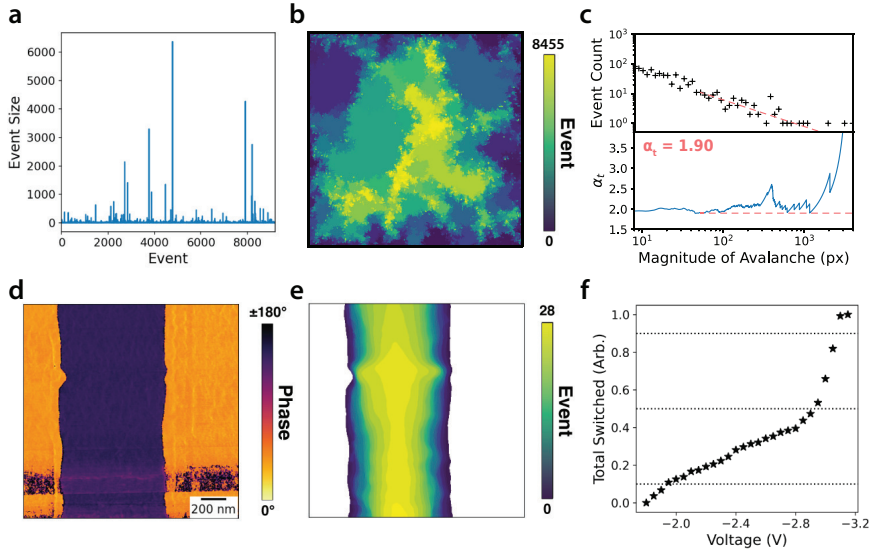 a
Event Size
6000
5000
4000
3000
2000
1000
0
0
2000
4000
6000
8000
Event
b
8455
Event
0
c
Event Count
10³
10²
10¹
10⁰
αt = 1.90
αt
3.5
3.0
2.5
2.0
1.5
10¹
10²
10³
Magnitude of Avalanche (px)
d
200 nm
±180°
Phase
0°
e
28
Event
0
f
Total Switched (Arb.)
1.0
0.8
0.6
0.4
0.2
0.0
−2.0
−2.4
−2.8
−3.2
Voltage (V)